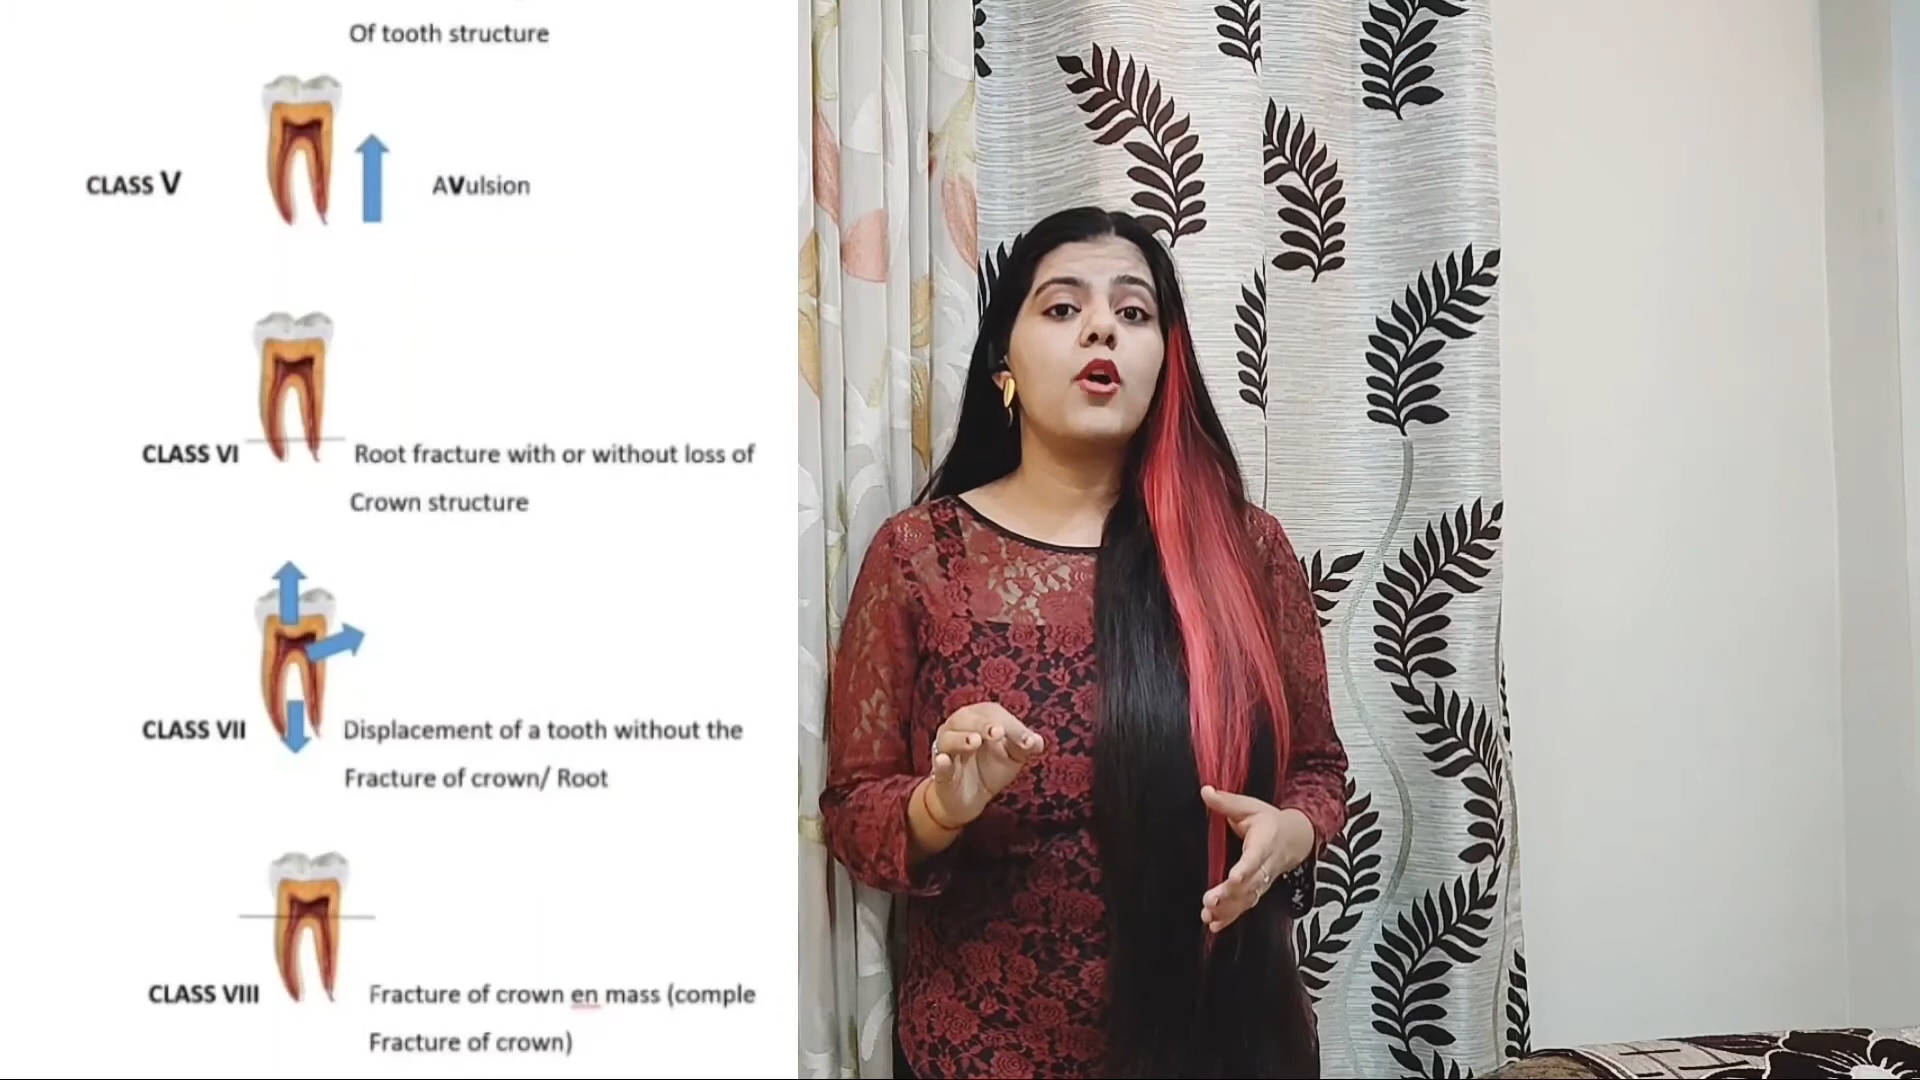 Of tooth structure
CLASS V
AVulsion
CLASS VI
Root fracture with or without loss of
Crown structure
CLASS VII
Displacement of a tooth without the
Fracture of crown/ Root
CLASS VIII
Fracture of crown en mass (comple
Fracture of crown)